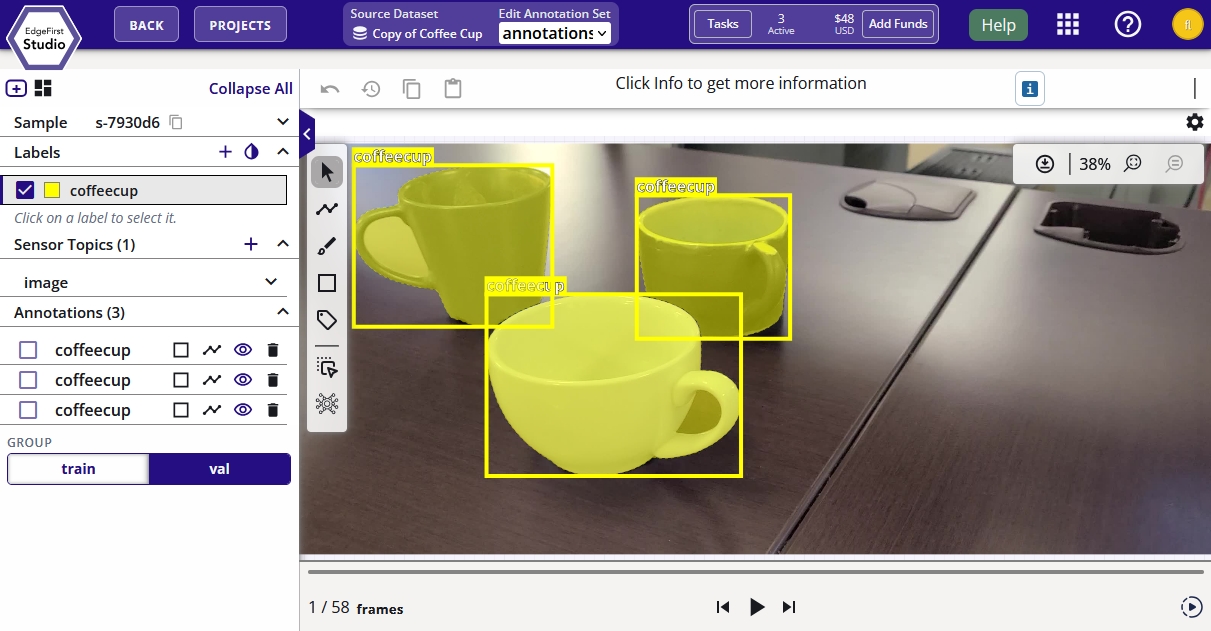 EdgeFirst
Studio
BACK
PROJECTS
Source Dataset
Copy of Coffee Cup
Edit Annotation Set
annotations
Tasks
3
Active
$48
USD
Add Funds
Help
fl
Collapse All
Click Info to get more information
Sample
s-7930d6
Labels
coffeecup
Click on a label to select it.
Sensor Topics (1)
image
Annotations (3)
coffeecup
coffeecup
coffeecup
GROUP
train
val
coffeecup
coffeecup
coffeecup
38%
1 / 58 frames